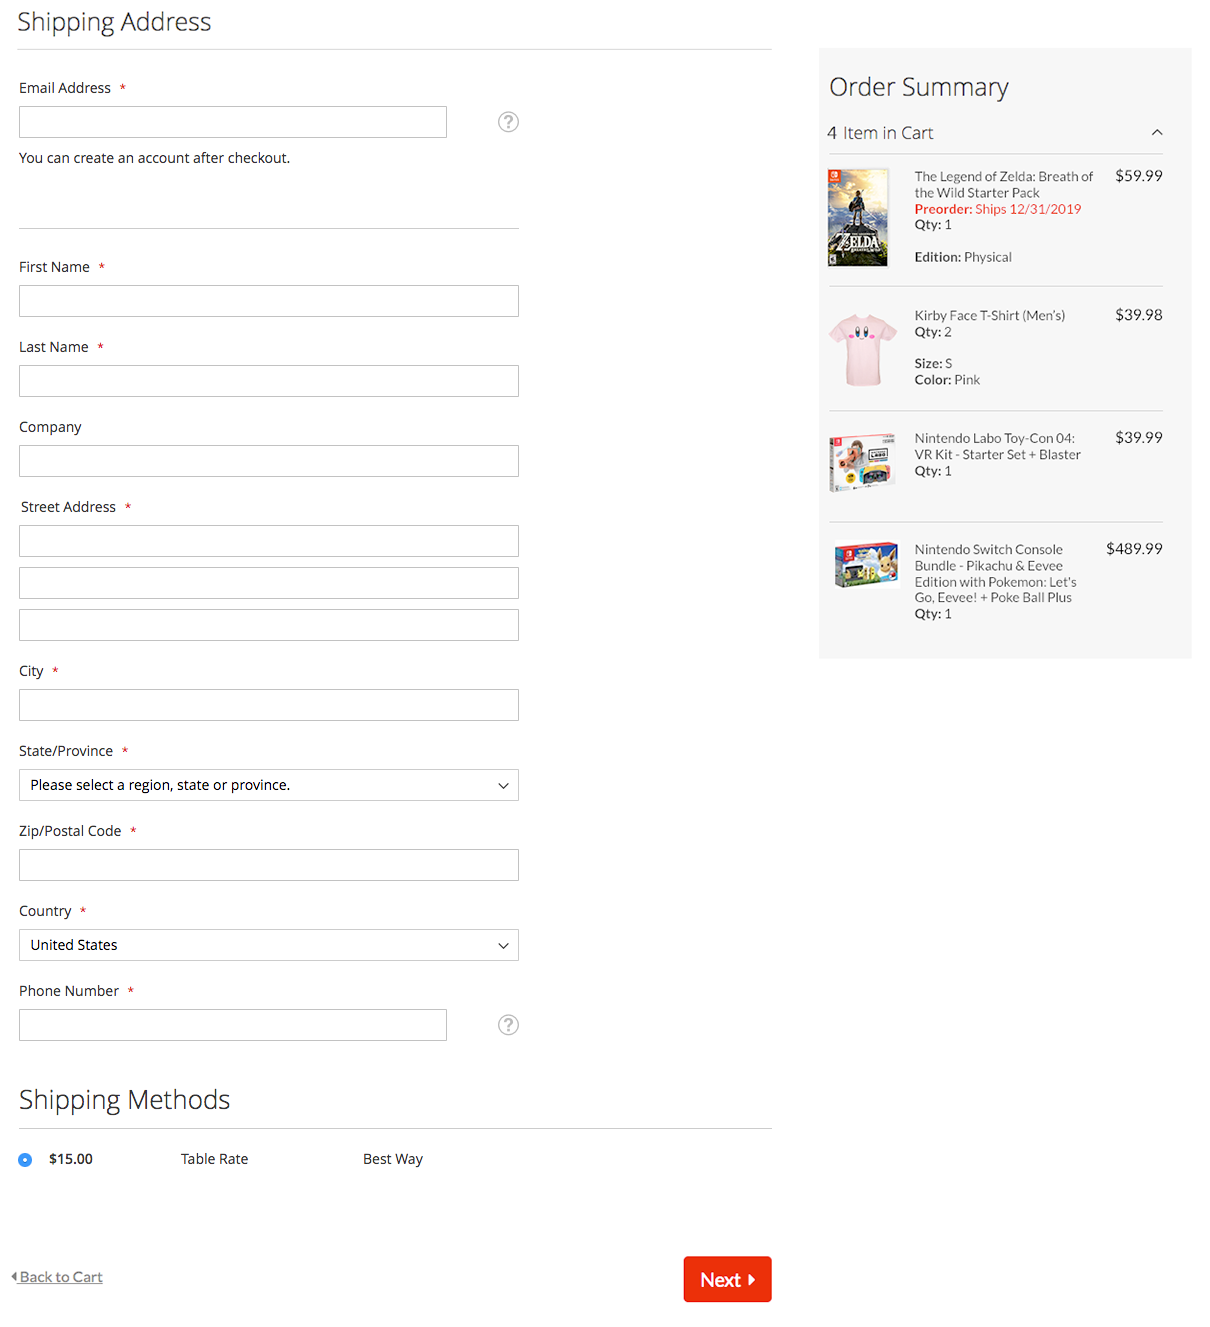 Shipping Address
Email Address *
?
You can create an account after checkout.
First Name *
Last Name *
Company
Street Address *
City *
State/Province *
Please select a region, state or province.
Zip/Postal Code *
Country *
United States
Phone Number *
?
Shipping Methods
$15.00 Table Rate Best Way
Back to Cart
Next
Order Summary
4 Item in Cart
The Legend of Zelda: Breath of $59.99
the Wild Starter Pack
Preorder: Ships 12/31/2019
Qty: 1
Edition: Physical
ZELDA
Kirby Face T-Shirt (Men's) $39.98
Qty: 2
Size: S
Color: Pink
Nintendo Labo Toy-Con 04: $39.99
VR Kit - Starter Set + Blaster
Qty: 1
LABO
Nintendo Switch Console $489.99
Bundle - Pikachu & Eevee
Edition with Pokemon: Let's
Go, Eevee! + Poke Ball Plus
Qty: 1